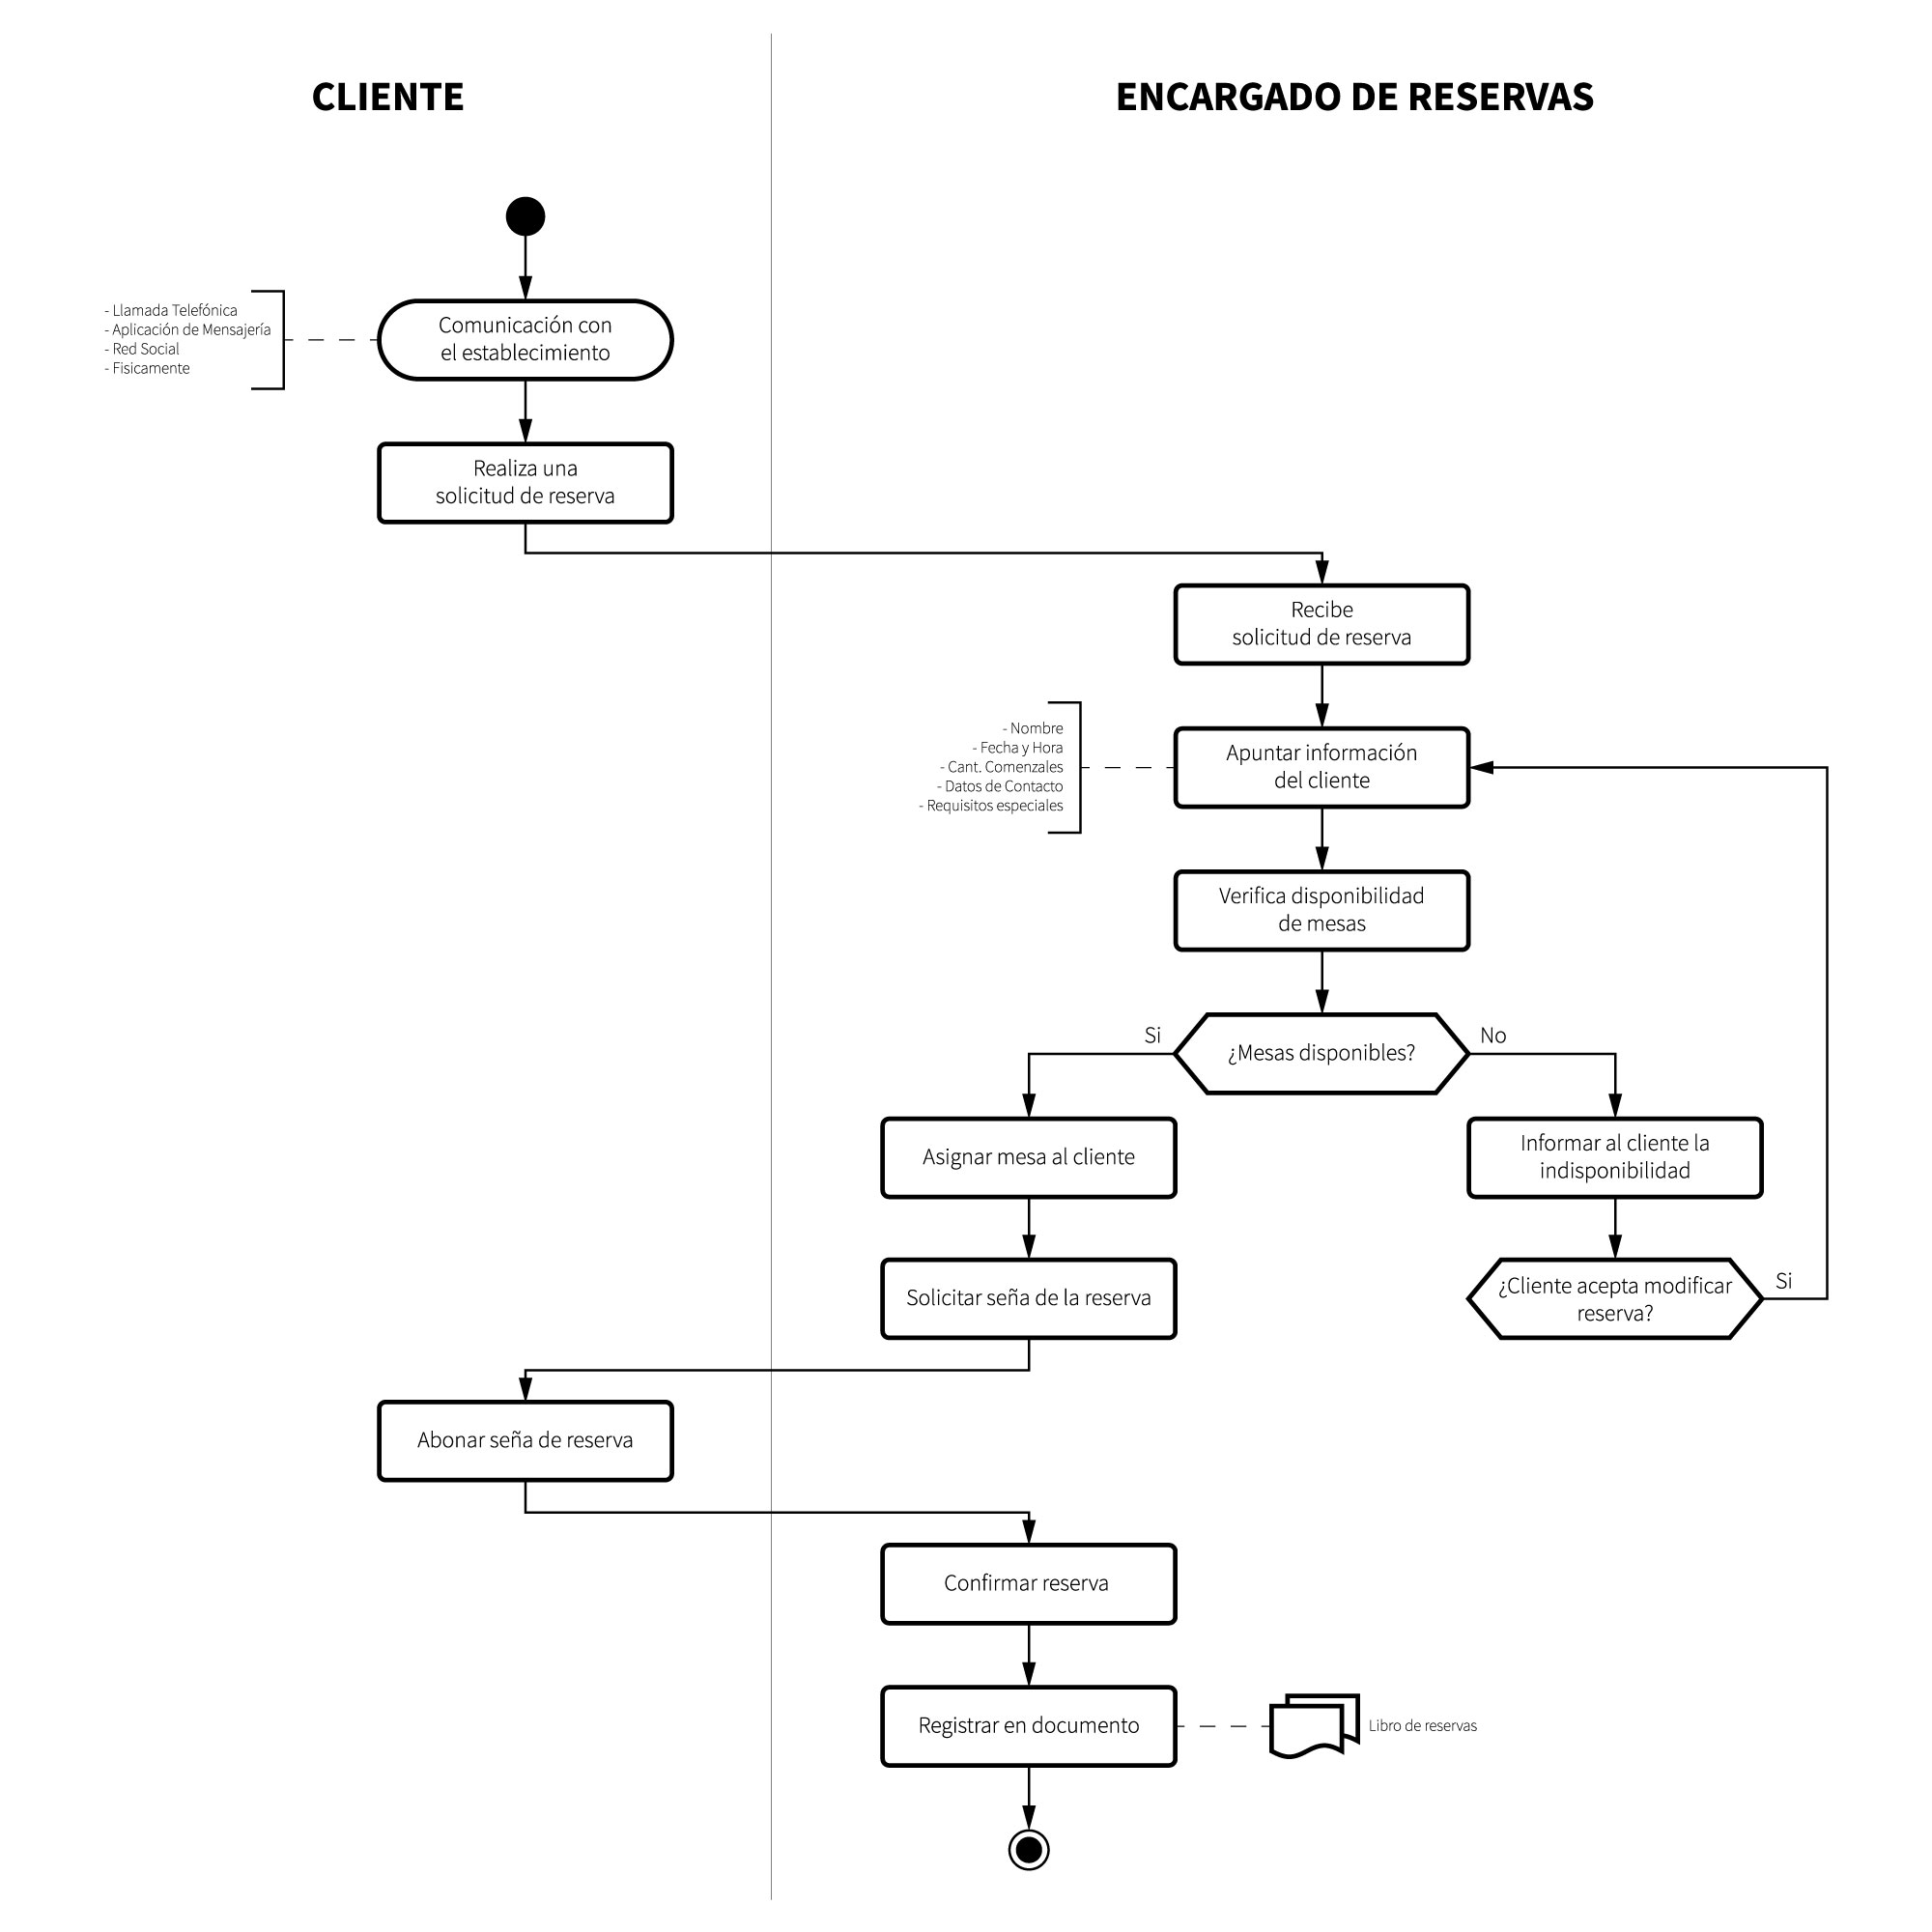 CLIENTE
ENCARGADO DE RESERVAS
- Llamada Telefónica
- Aplicación de Mensajería
- Red Social
- Fisicamente
Comunicación con
el establecimiento
Realiza una
solicitud de reserva
Recibe
solicitud de reserva
- Nombre
- Fecha y Hora
- Cant. Comenzales
- Datos de Contacto
- Requisitos especiales
Apuntar información
del cliente
Verifica disponibilidad
de mesas
Si
¿Mesas disponibles?
No
Asignar mesa al cliente
Informar al cliente la
indisponibilidad
Solicitar seña de la reserva
¿Cliente acepta modificar
reserva?
Si
Abonar seña de reserva
Confirmar reserva
Registrar en documento
Libro de reservas